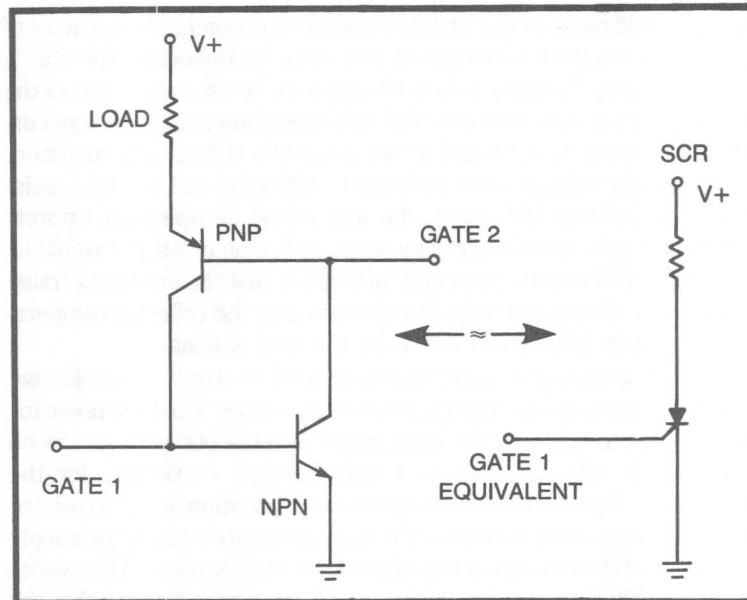 V+
LOAD
PNP
GATE 2
SCR
V+
≈
GATE 1
NPN
GATE 1
EQUIVALENT